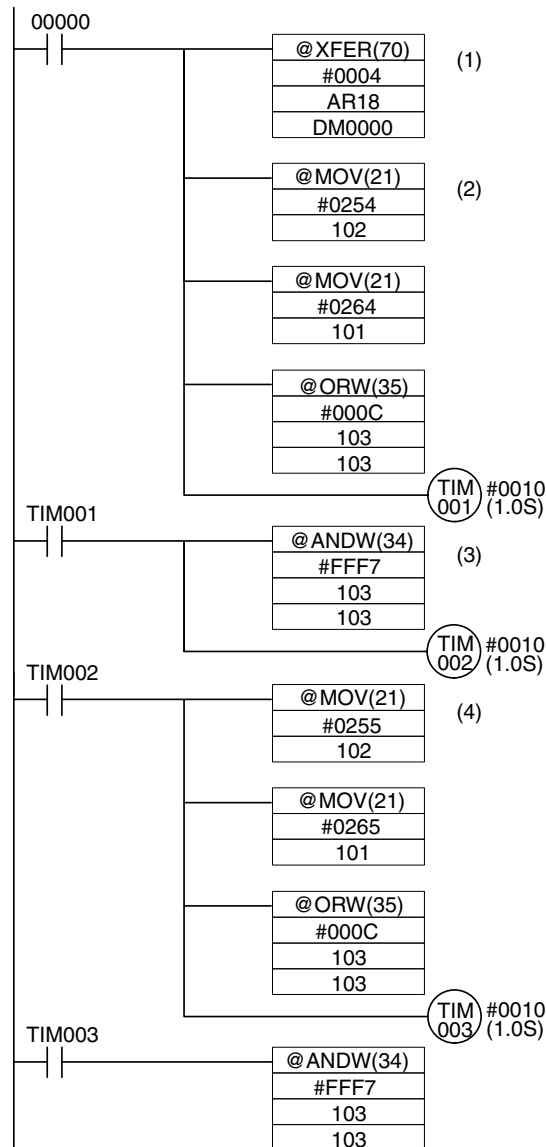 00000
@XFER(70)
#0004
AR18
DM0000
(1)
@MOV(21)
#0254
102
(2)
@MOV(21)
#0264
101
@ORW(35)
#000C
103
103
TIM
001
#0010
(1.0S)
TIM001
@ANDW(34)
#FFF7
103
103
(3)
TIM
002
#0010
(1.0S)
TIM002
@MOV(21)
#0255
102
(4)
@MOV(21)
#0265
101
@ORW(35)
#000C
103
103
TIM
003
#0010
(1.0S)
TIM003
@ANDW(34)
#FFF7
103
103